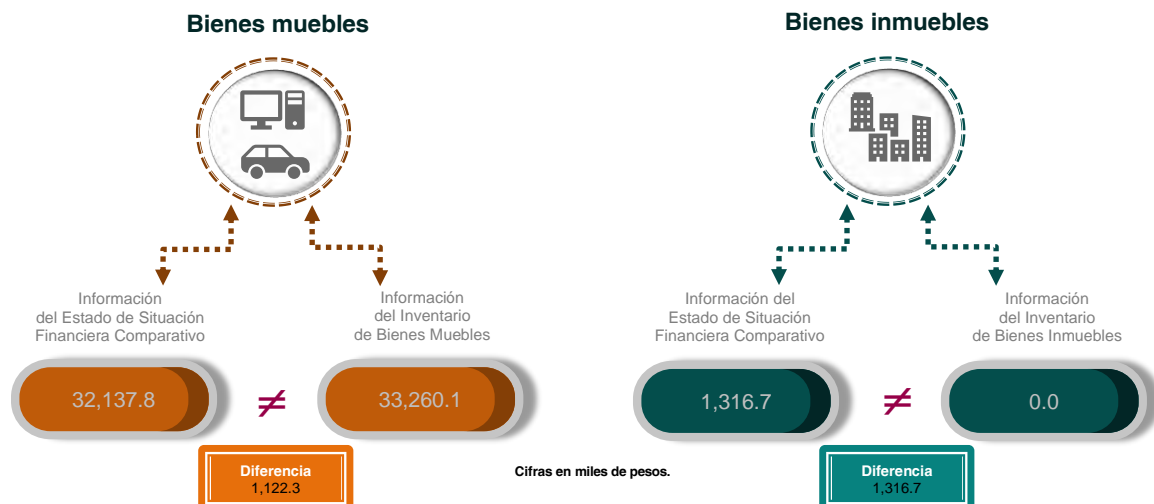 Bienes muebles
Información
del Estado de Situación
Financiera Comparativo
Información
del Inventario
de Bienes Muebles
32,137.8
≠
33,260.1
Diferencia
1,122.3
Cifras en miles de pesos.
Bienes inmuebles
Información del
Estado de Situación
Financiera Comparativo
Información
del Inventario
de Bienes Inmuebles
1,316.7
≠
0.0
Diferencia
1,316.7